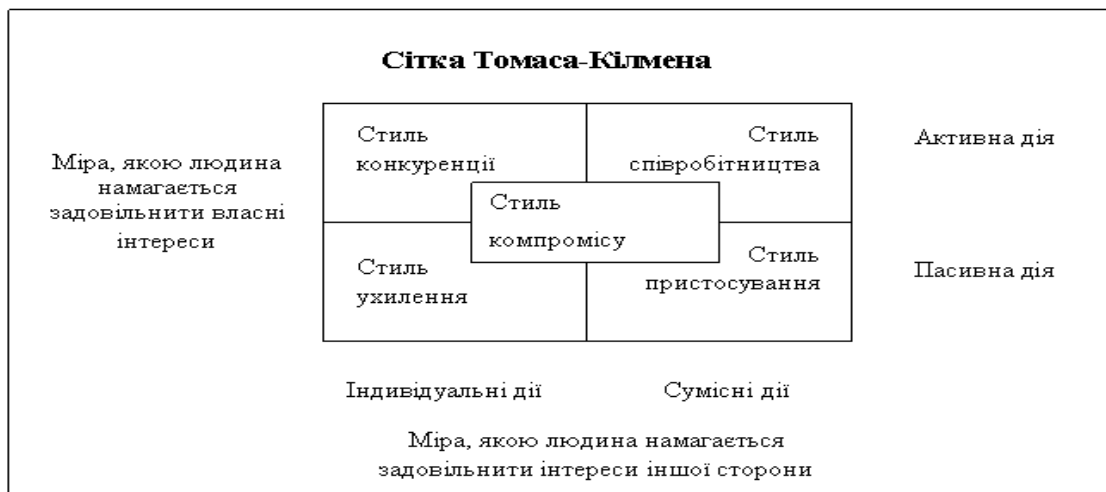 Сітка Томаса-Кілмена
Міра, якою людина
намагається
задовільнити власні
інтереси
Стиль
конкуренції
Стиль
співробітництва
Активна дія
Стиль
компромісу
Стиль
ухилення
Стиль
пристосування
Пасивна дія
Індивідуальні дії
Сумісні дії
Міра, якою людина намагається
задовільнити інтереси іншої сторони